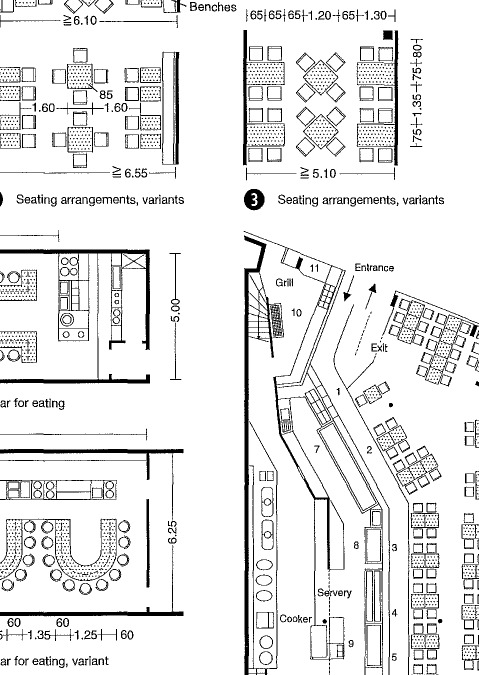 Benches
≧6.10
85
1.60
1.60
≧6.55
Seating arrangements, variants
65 65 65 1.20 65 1.30
80
75
1.35
75
≧5.10
3 Seating arrangements, variants
5.00
ar for eating
6.25
60 60
1.35 1.25 60
ar for eating, variant
11
Entrance
Grill
10
Exit
1
7
2
8
3
Servery
4
Cooker
9
5